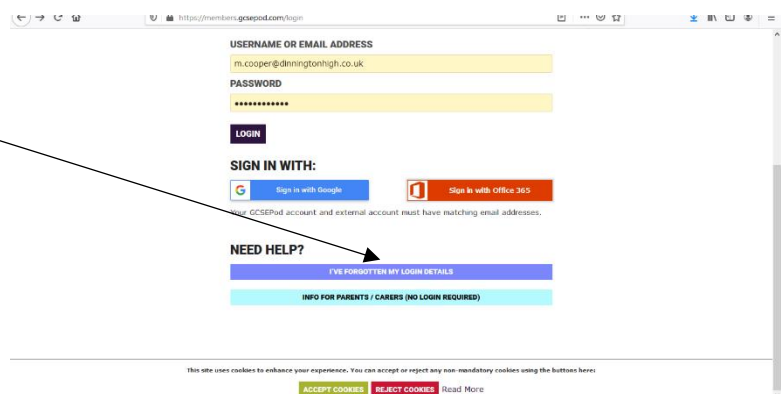 https://members.gcsepod.com/login
USERNAME OR EMAIL ADDRESS
m.cooper@dinningtonhigh.co.uk
PASSWORD
••••••••••••
LOGIN
SIGN IN WITH:
G Sign in with Google Sign in with Office 365
Your GCSEPod account and external account must have matching email addresses.
NEED HELP?
I'VE FORGOTTEN MY LOGIN DETAILS
INFO FOR PARENTS / CARERS (NO LOGIN REQUIRED)
This site uses cookies to enhance your experience. You can accept or reject any non-mandatory cookies using the buttons here:
ACCEPT COOKIES REJECT COOKIES Read More